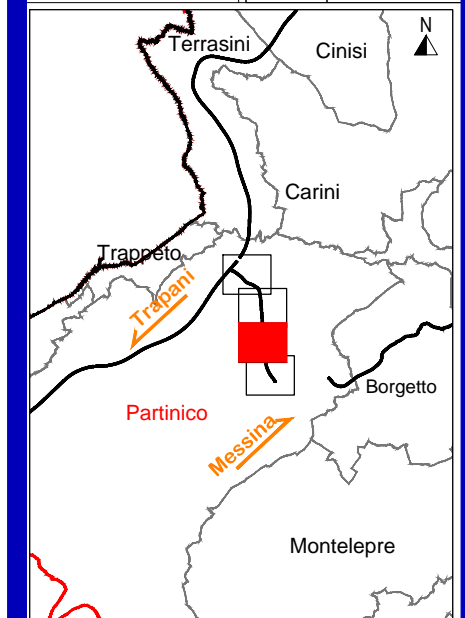 N
Terrasini
Cinisi
Carini
Trappeto
Trapani
Borgetto
Partinico
Messina
Montelepre